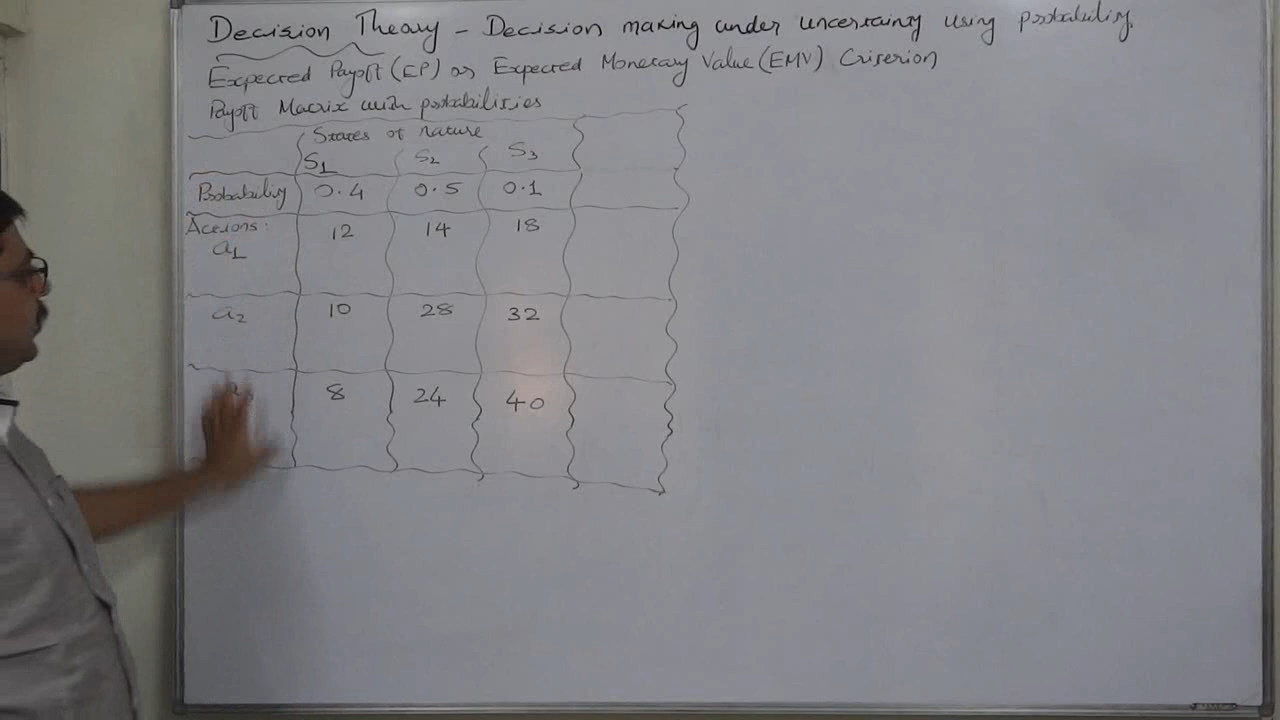 Decision Theory - Decision making under uncertainty using probability.
Expected Payoff (EP) or Expected Monetary Value (EMV) Criterion
Payoff Matrix with probabilities
States of nature
S1 S2 S3
Probability 0.4 0.5 0.1
Actions:
a1 12 14 18
a2 10 28 32
8 24 40